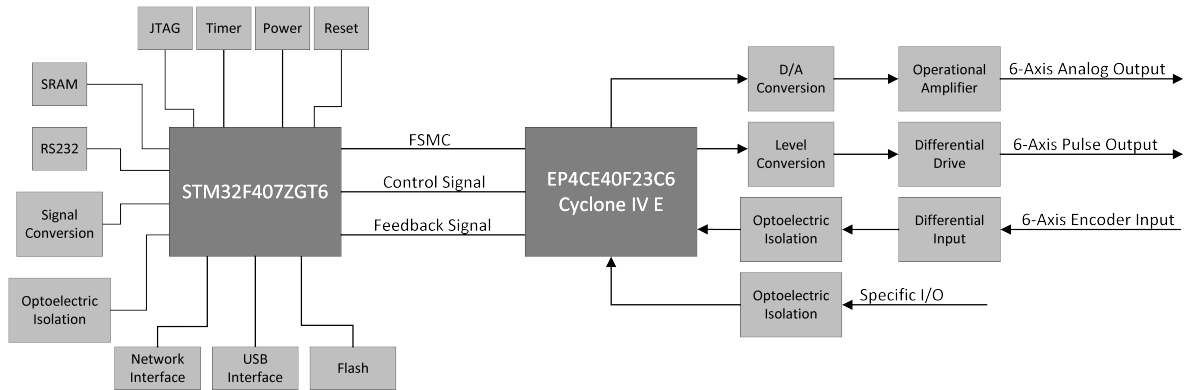 JTAG
Timer
Power
Reset
SRAM
RS232
Signal
Conversion
Optoelectric
Isolation
STM32F407ZGT6
Network
Interface
USB
Interface
Flash
FSMC
Control Signal
Feedback Signal
EP4CE40F23C6
Cyclone IV E
D/A
Conversion
Operational
Amplifier
6-Axis Analog Output
Level
Conversion
Differential
Drive
6-Axis Pulse Output
Optoelectric
Isolation
Differential
Input
6-Axis Encoder Input
Optoelectric
Isolation
Specific I/O